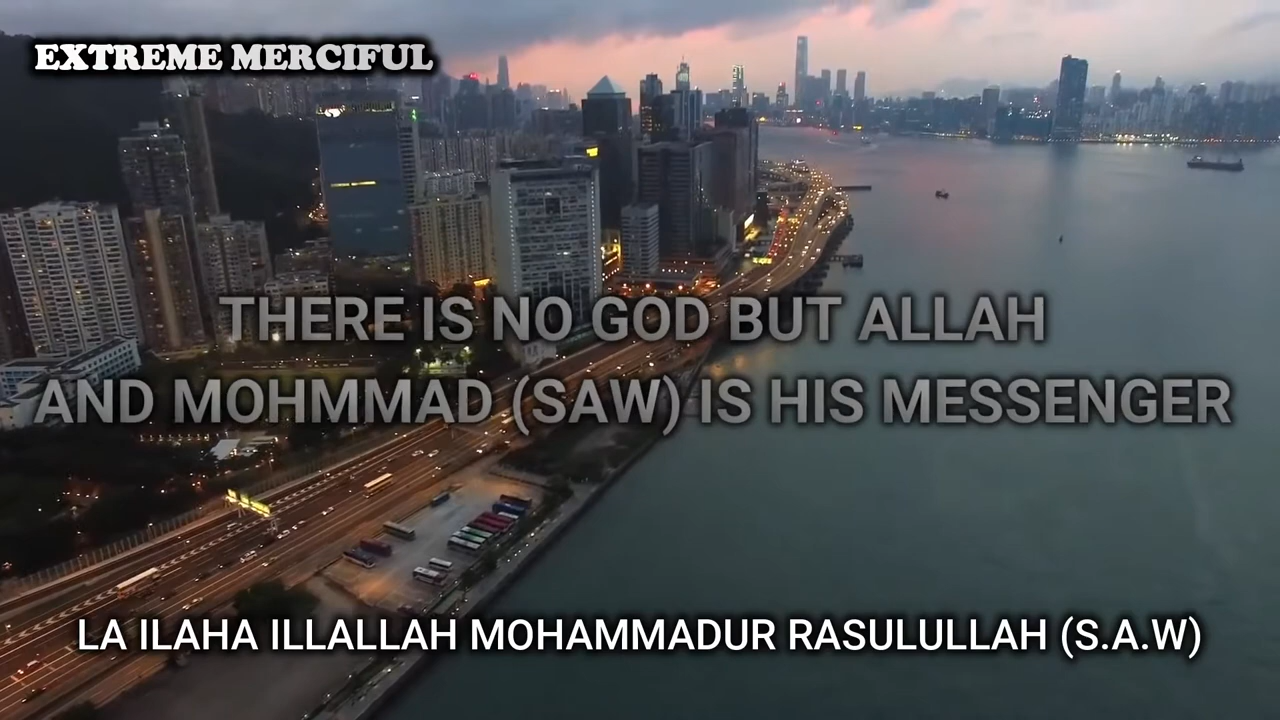 EXTREME MERCIFUL
THERE IS NO GOD BUT ALLAH
AND MOHMMAD (SAW) IS HIS MESSENGER
LA ILAHA ILLALLAH MOHAMMADUR RASULULLAH (S.A.W)